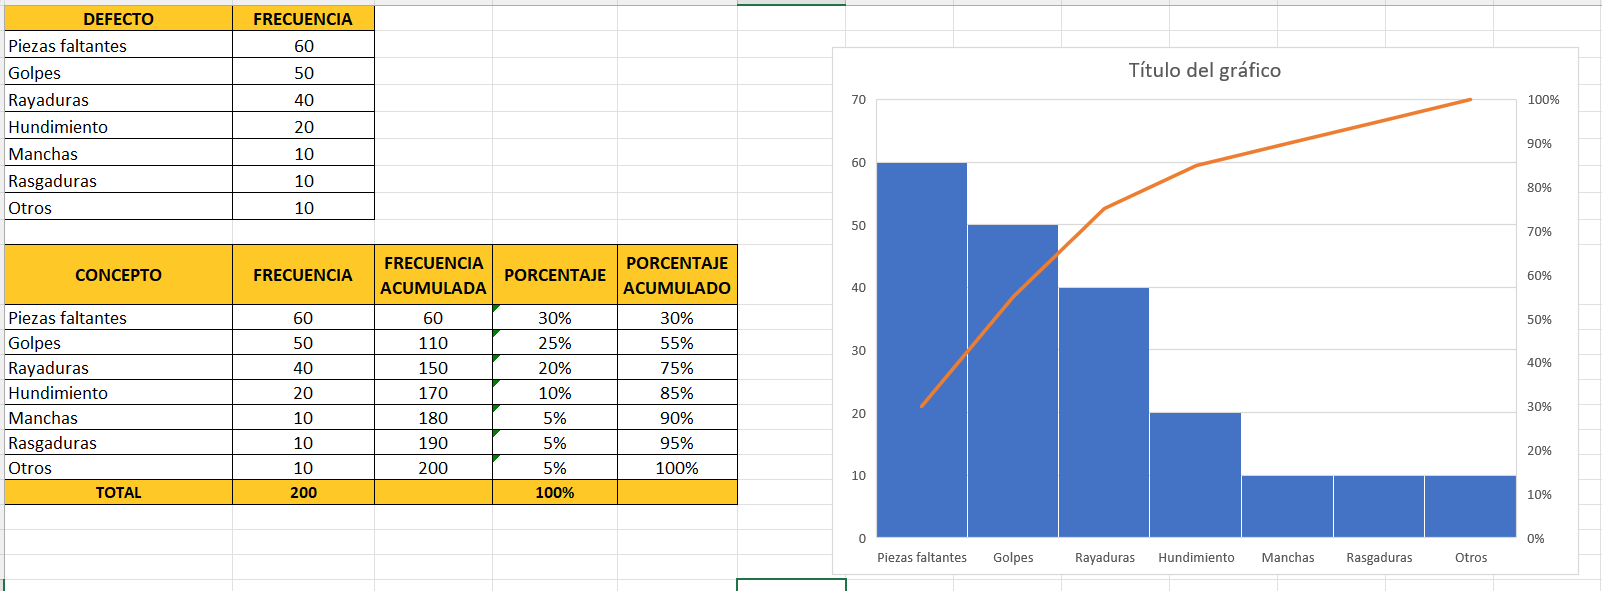 DEFECTO FRECUENCIA
Piezas faltantes 60
Golpes 50
Rayaduras 40
Hundimiento 20
Manchas 10
Rasgaduras 10
Otros 10
CONCEPTO FRECUENCIA FRECUENCIA ACUMULADA PORCENTAJE PORCENTAJE ACUMULADO
Piezas faltantes 60 60 30% 30%
Golpes 50 110 25% 55%
Rayaduras 40 150 20% 75%
Hundimiento 20 170 10% 85%
Manchas 10 180 5% 90%
Rasgaduras 10 190 5% 95%
Otros 10 200 5% 100%
TOTAL 200 100%
Título del gráfico
70 100%
90%
60
80%
50
70%
60%
40
50%
30
40%
30%
20
20%
10
10%
0 0%
Piezas faltantes Golpes Rayaduras Hundimiento Manchas Rasgaduras Otros